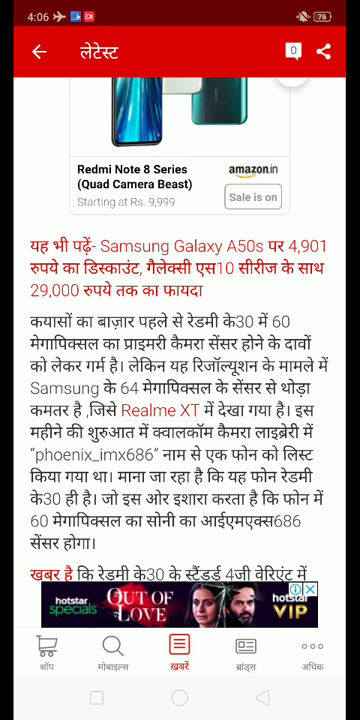 4:06
76
लेटेस्ट
0
Redmi Note 8 Series
(Quad Camera Beast)
Starting at Rs. 9,999
amazon.in
Sale is on
यह भी पढ़ें- Samsung Galaxy A50s पर 4,901
रुपये का डिस्काउंट, गैलेक्सी एस10 सीरीज के साथ
29,000 रुपये तक का फायदा
कयासों का बाज़ार पहले से रेडमी के30 में 60
मेगापिक्सल का प्राइमरी कैमरा सेंसर होने के दावों
को लेकर गर्म है। लेकिन यह रिजॉल्यूशन के मामले में
Samsung के 64 मेगापिक्सल के सेंसर से थोड़ा
कमतर है ,जिसे Realme XT में देखा गया है। इस
महीने की शुरुआत में क्वालकॉम कैमरा लाइब्रेरी में
“phoenix_imx686” नाम से एक फोन को लिस्ट
किया गया था। माना जा रहा है कि यह फोन रेडमी
के30 ही है। जो इस ओर इशारा करता है कि फोन में
60 मेगापिक्सल का सोनी का आईएमएक्स686
सेंसर होगा।
खबर है कि रेडमी के30 के स्टैंडर्ड 4जी वेरिएंट में
hotstar
specials
OUT OF
LOVE
hotstar
VIP
शॉप
मोबाइल्स
ख़बरें
ब्रांड्स
अधिक